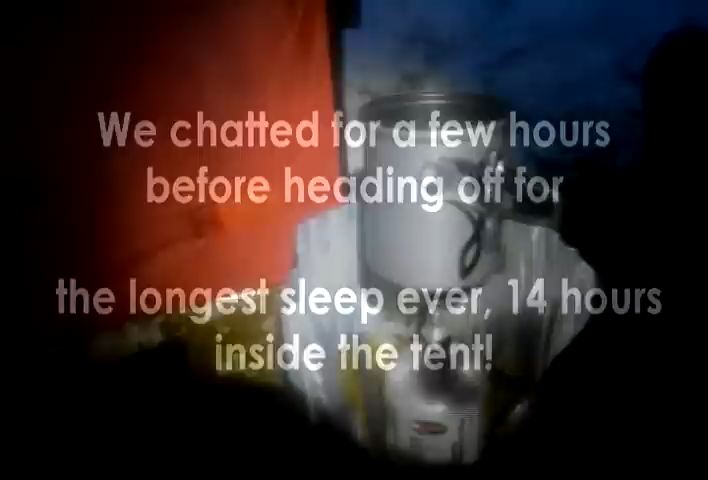 We chatted for a few hours
before heading off for
the longest sleep ever, 14 hours
inside the tent!